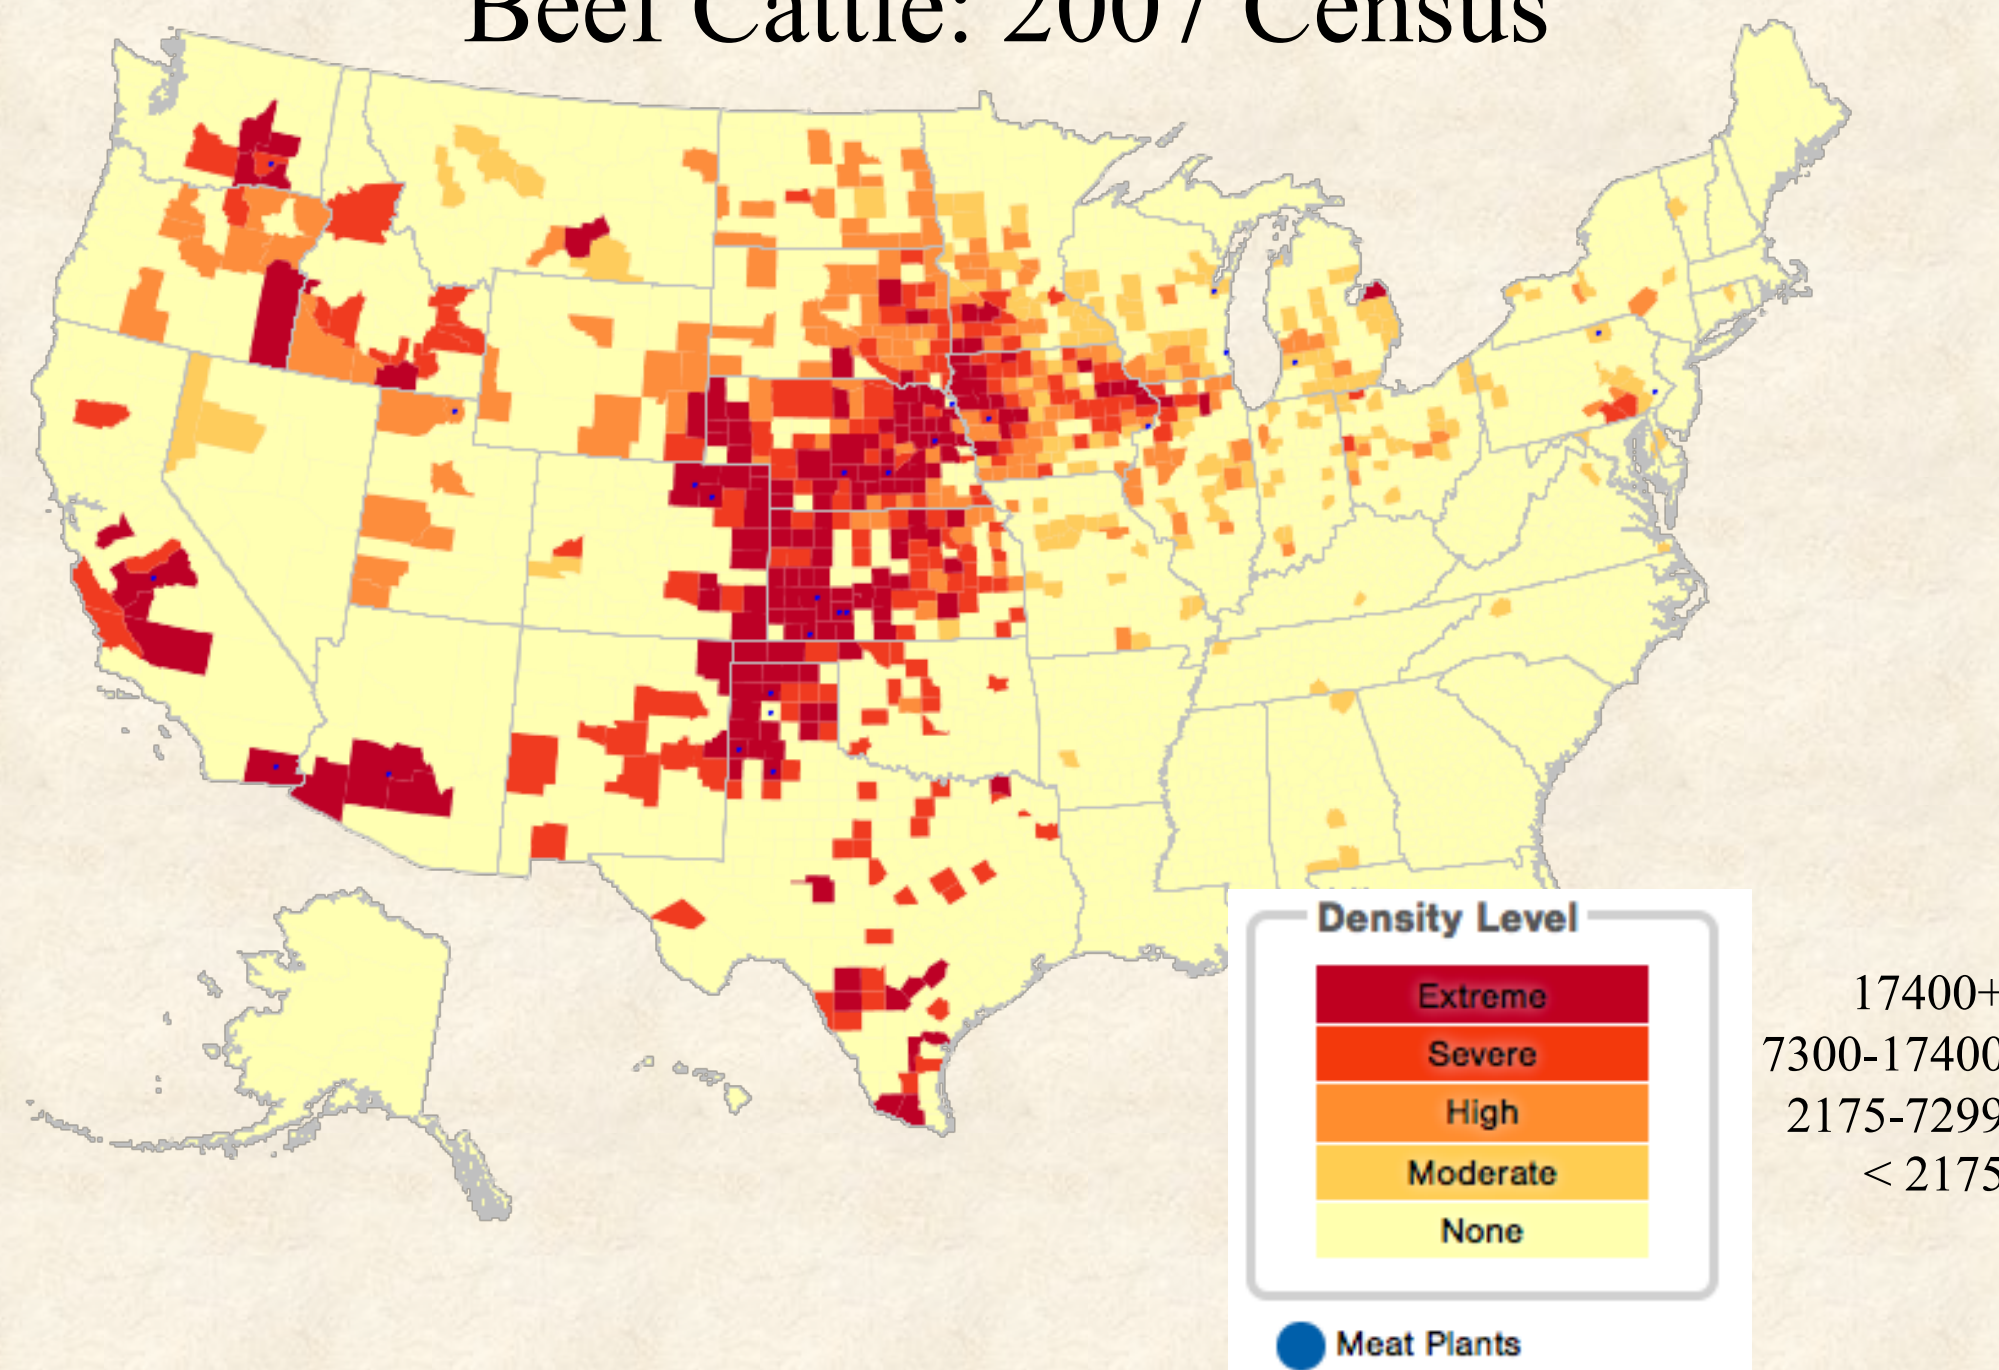 Beef Cattle: 2007 Census
Density Level
Extreme
17400+
Severe
7300-17400
High
2175-7299
Moderate
< 2175
None
Meat Plants